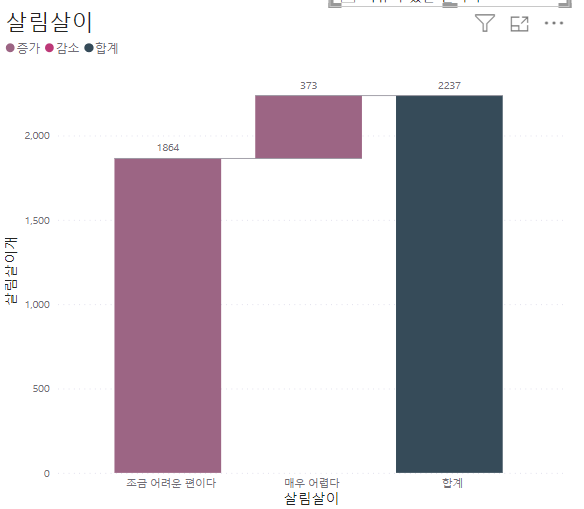 살림살이
증가 감소 합계
373
2237
1864
2,000
1,500
1,000
500
0
살림살이개
조금 어려운 편이다
매우 어렵다
합계
살림살이